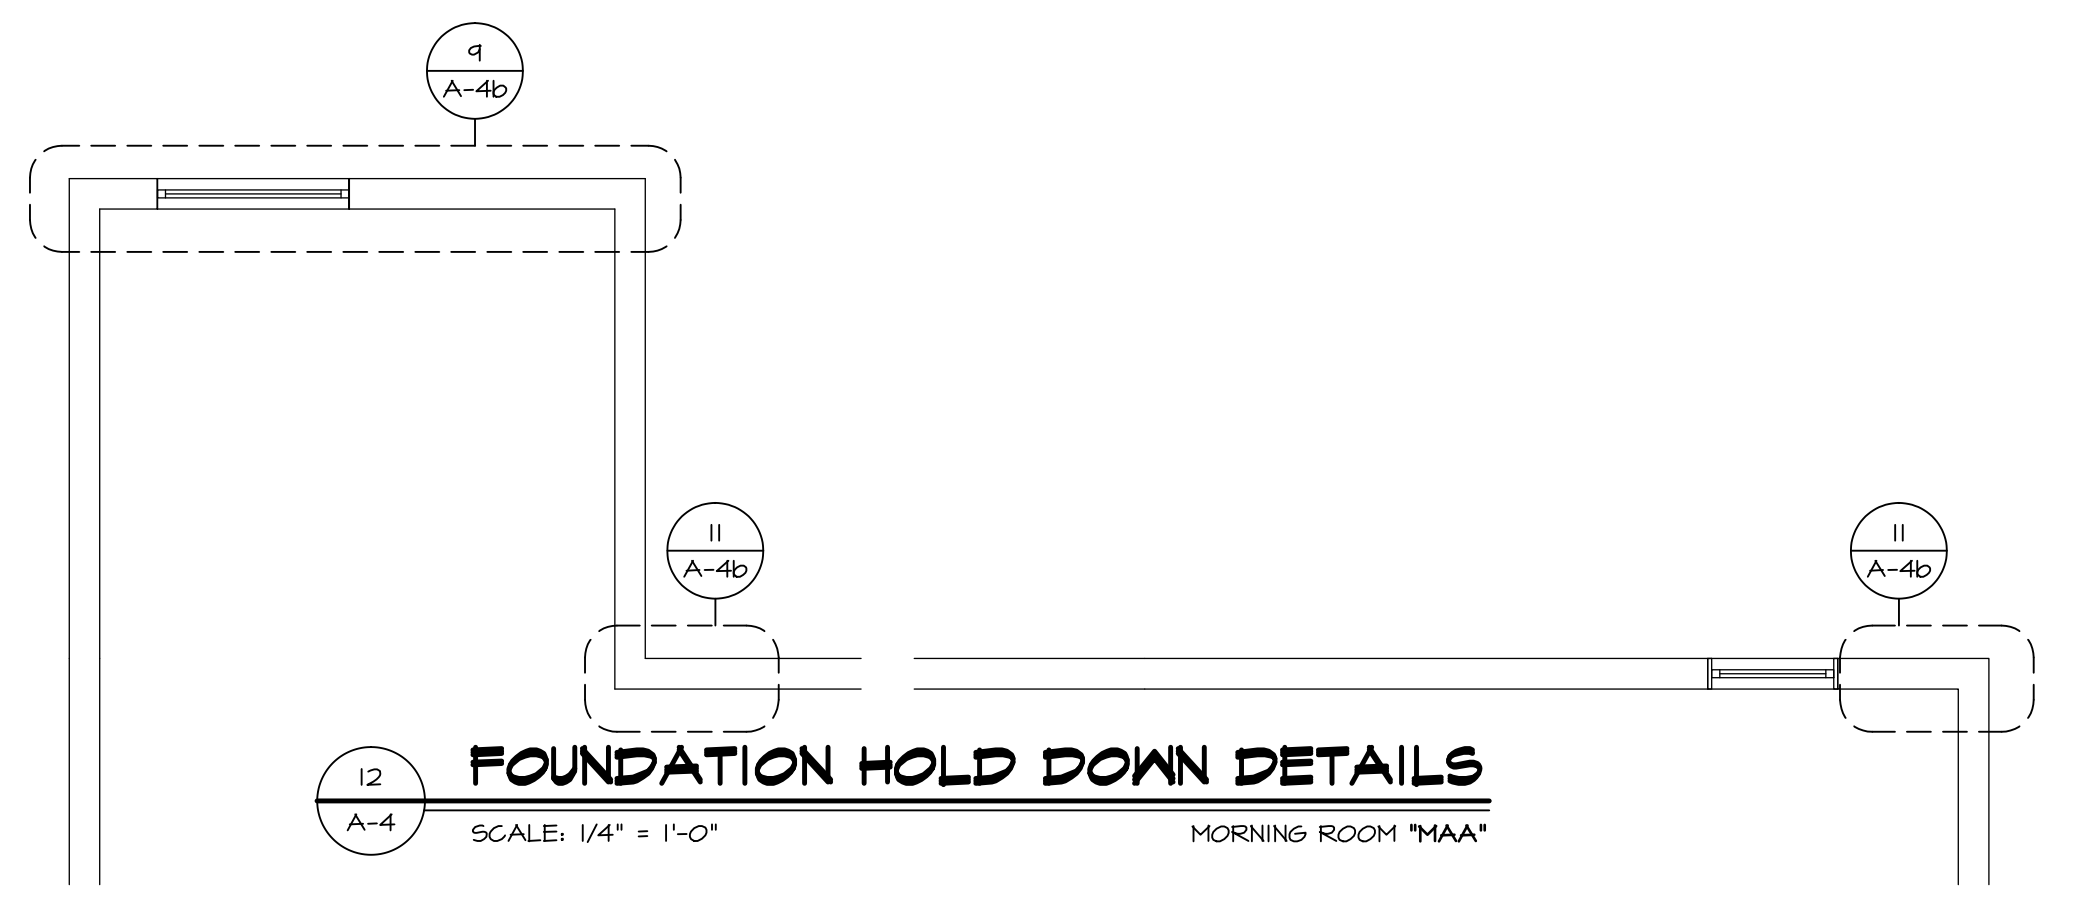 9
A-4b
11
A-4b
11
A-4b
FOUNDATION HOLD DOWN DETAILS
12
A-4
SCALE: 1/4" = 1'-0"
MORNING ROOM "MAA"